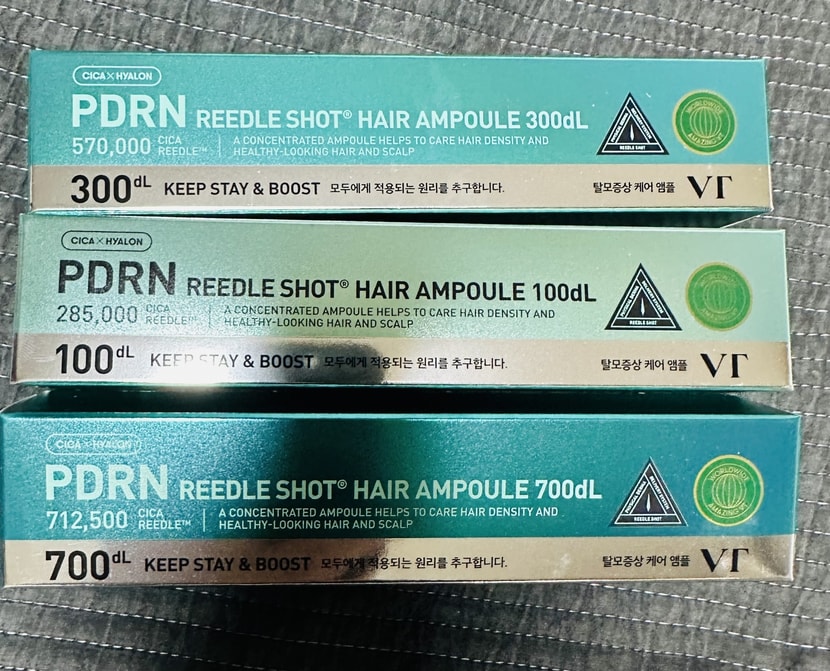 CICA×HYALON
PDRN REEDLE SHOT® HAIR AMPOULE 300dL
570,000 CICA REEDLE™
A CONCENTRATED AMPOULE HELPS TO CARE HAIR DENSITY AND
HEALTHY-LOOKING HAIR AND SCALP
REEDLE SHOT
WORLDWIDE
AMAZING VT
300dL KEEP STAY & BOOST 모두에게 적용되는 원리를 추구합니다.
탈모증상 케어 앰플 VT
CICA×HYALON
PDRN REEDLE SHOT® HAIR AMPOULE 100dL
285,000 CICA REEDLE™
A CONCENTRATED AMPOULE HELPS TO CARE HAIR DENSITY AND
HEALTHY-LOOKING HAIR AND SCALP
REEDLE SHOT
WORLDWIDE
AMAZING VT
100dL KEEP STAY & BOOST 모두에게 적용되는 원리를 추구합니다.
탈모증상 케어 앰플 VT
CICA×HYALON
PDRN REEDLE SHOT® HAIR AMPOULE 700dL
712,500 CICA REEDLE™
A CONCENTRATED AMPOULE HELPS TO CARE HAIR DENSITY AND
HEALTHY-LOOKING HAIR AND SCALP
REEDLE SHOT
WORLDWIDE
AMAZING VT
700dL KEEP STAY & BOOST 모두에게 적용되는 원리를 추구합니다.
탈모증상 케어 앰플 VT